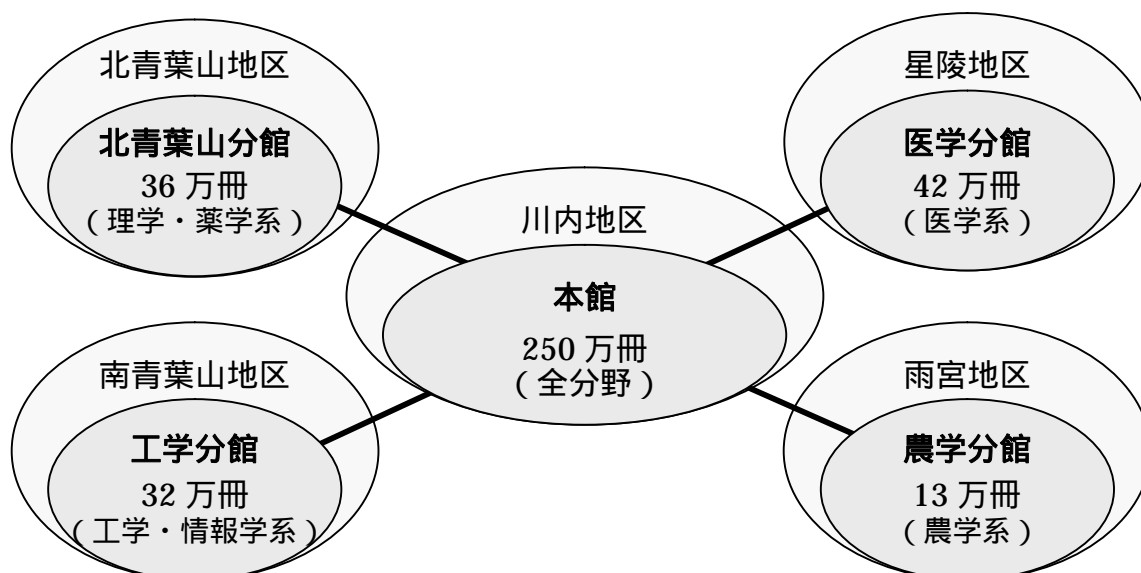 北青葉山地区
北青葉山分館
36 万冊
(理学・薬学系)
星陵地区
医学分館
42 万冊
(医学系)
川内地区
本館
250 万冊
(全分野)
南青葉山地区
工学分館
32 万冊
(工学・情報学系)
雨宮地区
農学分館
13 万冊
(農学系)